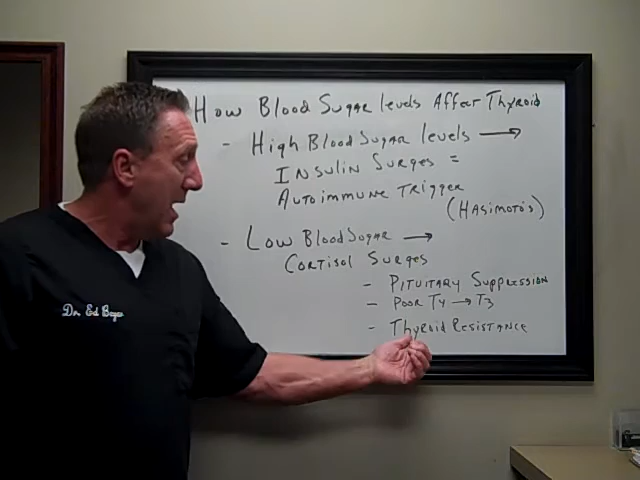 How Blood Sugar levels Affect Thyroid
- High Blood Sugar levels →
Insulin Surges =
Autoimmune Trigger
(Hasimoto's)
- Low Blood Sugar →
Cortisol Surges
- Pituitary Suppression
- Poor T4 → T3
- Thyroid Resistance
Dr. Ed